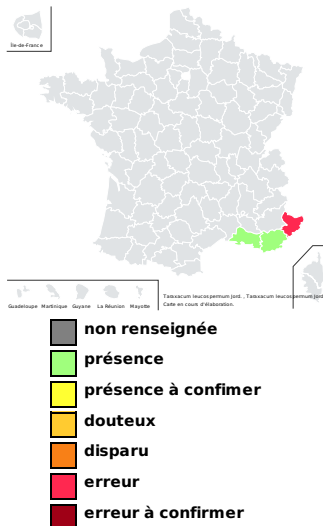 Île-de-France
Guadeloupe Martinique Guyane La Réunion Mayotte
Taraxacum leucospermum Jord. , Taraxacum leucospermum Jord
Carte en cours d'élaboration.
non renseignée
présence
présence à confimer
douteux
disparu
erreur
erreur à confirmer